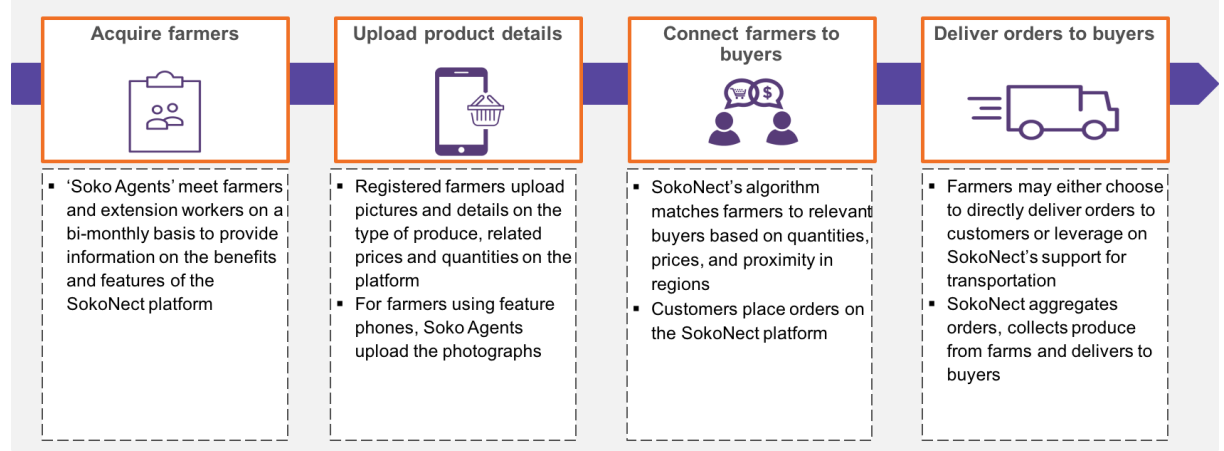 Acquire farmers
▪ ‘Soko Agents’ meet farmers
and extension workers on a
bi-monthly basis to provide
information on the benefits
and features of the
SokoNect platform
Upload product details
▪ Registered farmers upload
pictures and details on the
type of produce, related
prices and quantities on the
platform
▪ For farmers using feature
phones, Soko Agents
upload the photographs
Connect farmers to
buyers
$
▪ SokoNect’s algorithm
matches farmers to relevant
buyers based on quantities,
prices, and proximity in
regions
▪ Customers place orders on
the SokoNect platform
Deliver orders to buyers
▪ Farmers may either choose
to directly deliver orders to
customers or leverage on
SokoNect’s support for
transportation
▪ SokoNect aggregates
orders, collects produce
from farms and delivers to
buyers